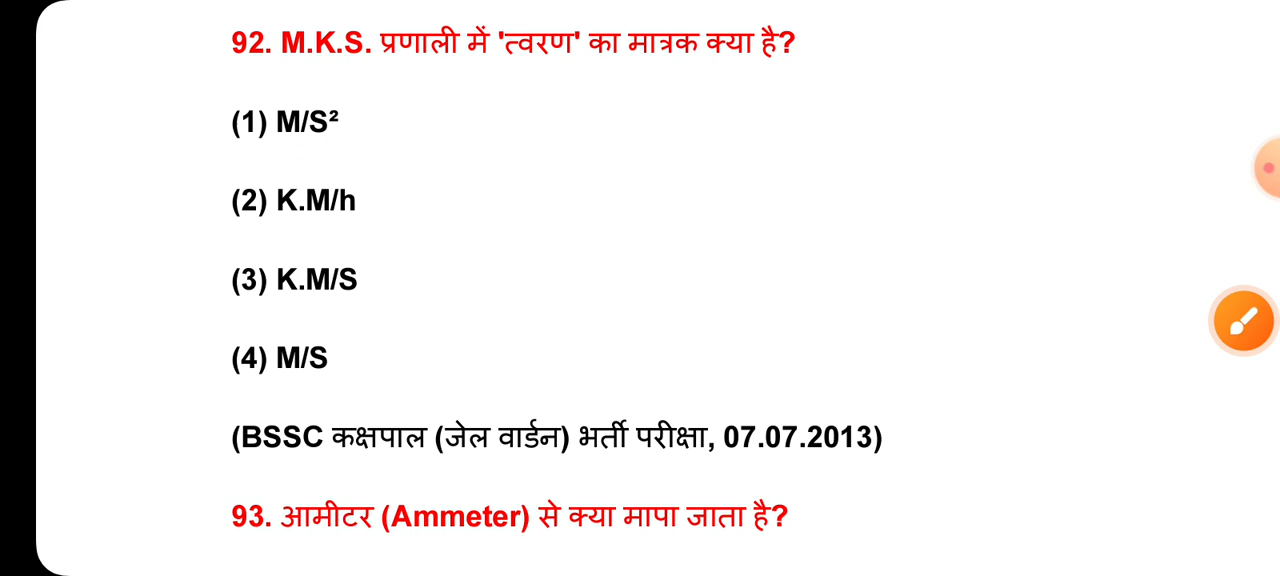 92. M.K.S. प्रणाली में 'त्वरण' का मात्रक क्या है?
(1) M/S²
(2) K.M/h
(3) K.M/S
(4) M/S
(BSSC कक्षपाल (जेल वार्डन) भर्ती परीक्षा, 07.07.2013)
93. आमीटर (Ammeter) से क्या मापा जाता है?